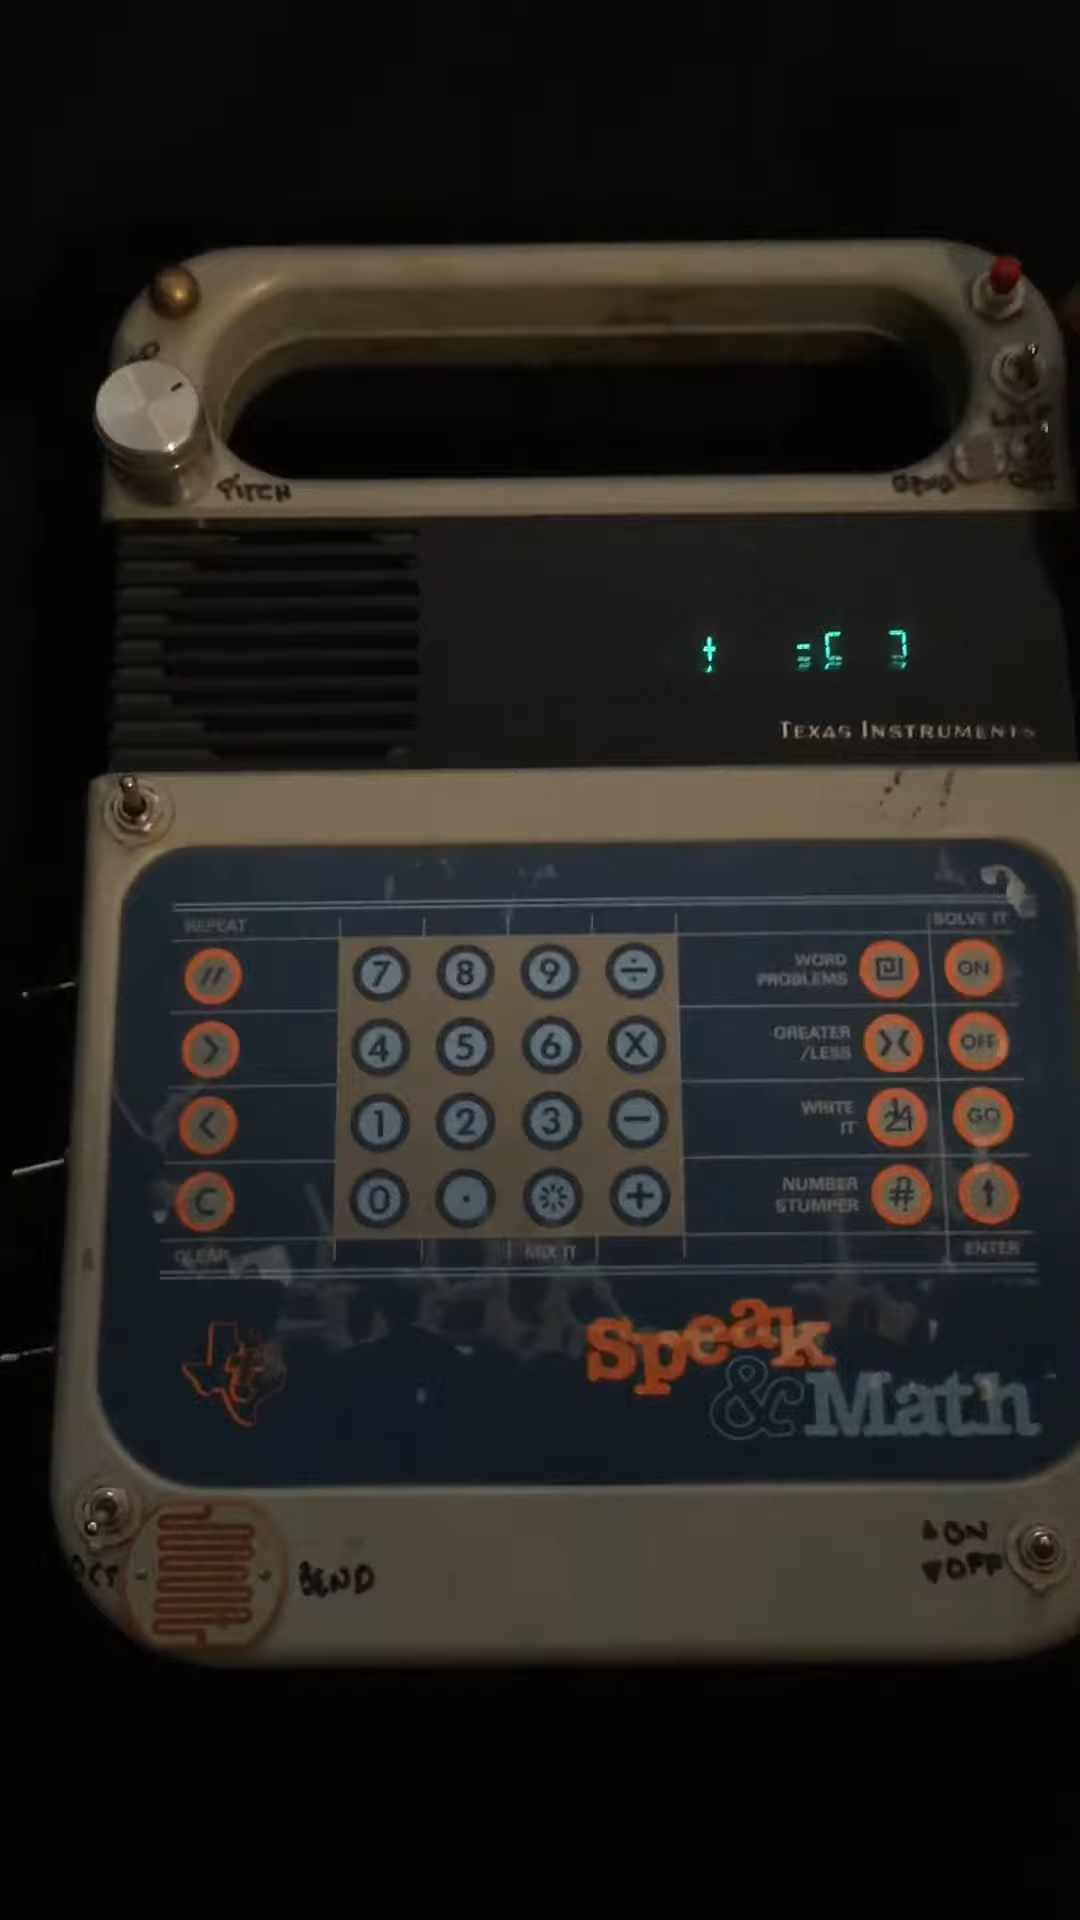 PITCH
BEND
TEXAS INSTRUMENTS
REPEAT
SOLVE IT
7 8 9 ÷
WORD PROBLEMS
ON
>
4 5 6 X
GREATER /LESS
OFF
<
1 2 3 −
WRITE IT
GO
C
0 . +
NUMBER STUMPER
#
CLEAR
MIX IT
ENTER
Speak
&Math
BEND
▲ON
▼OFF